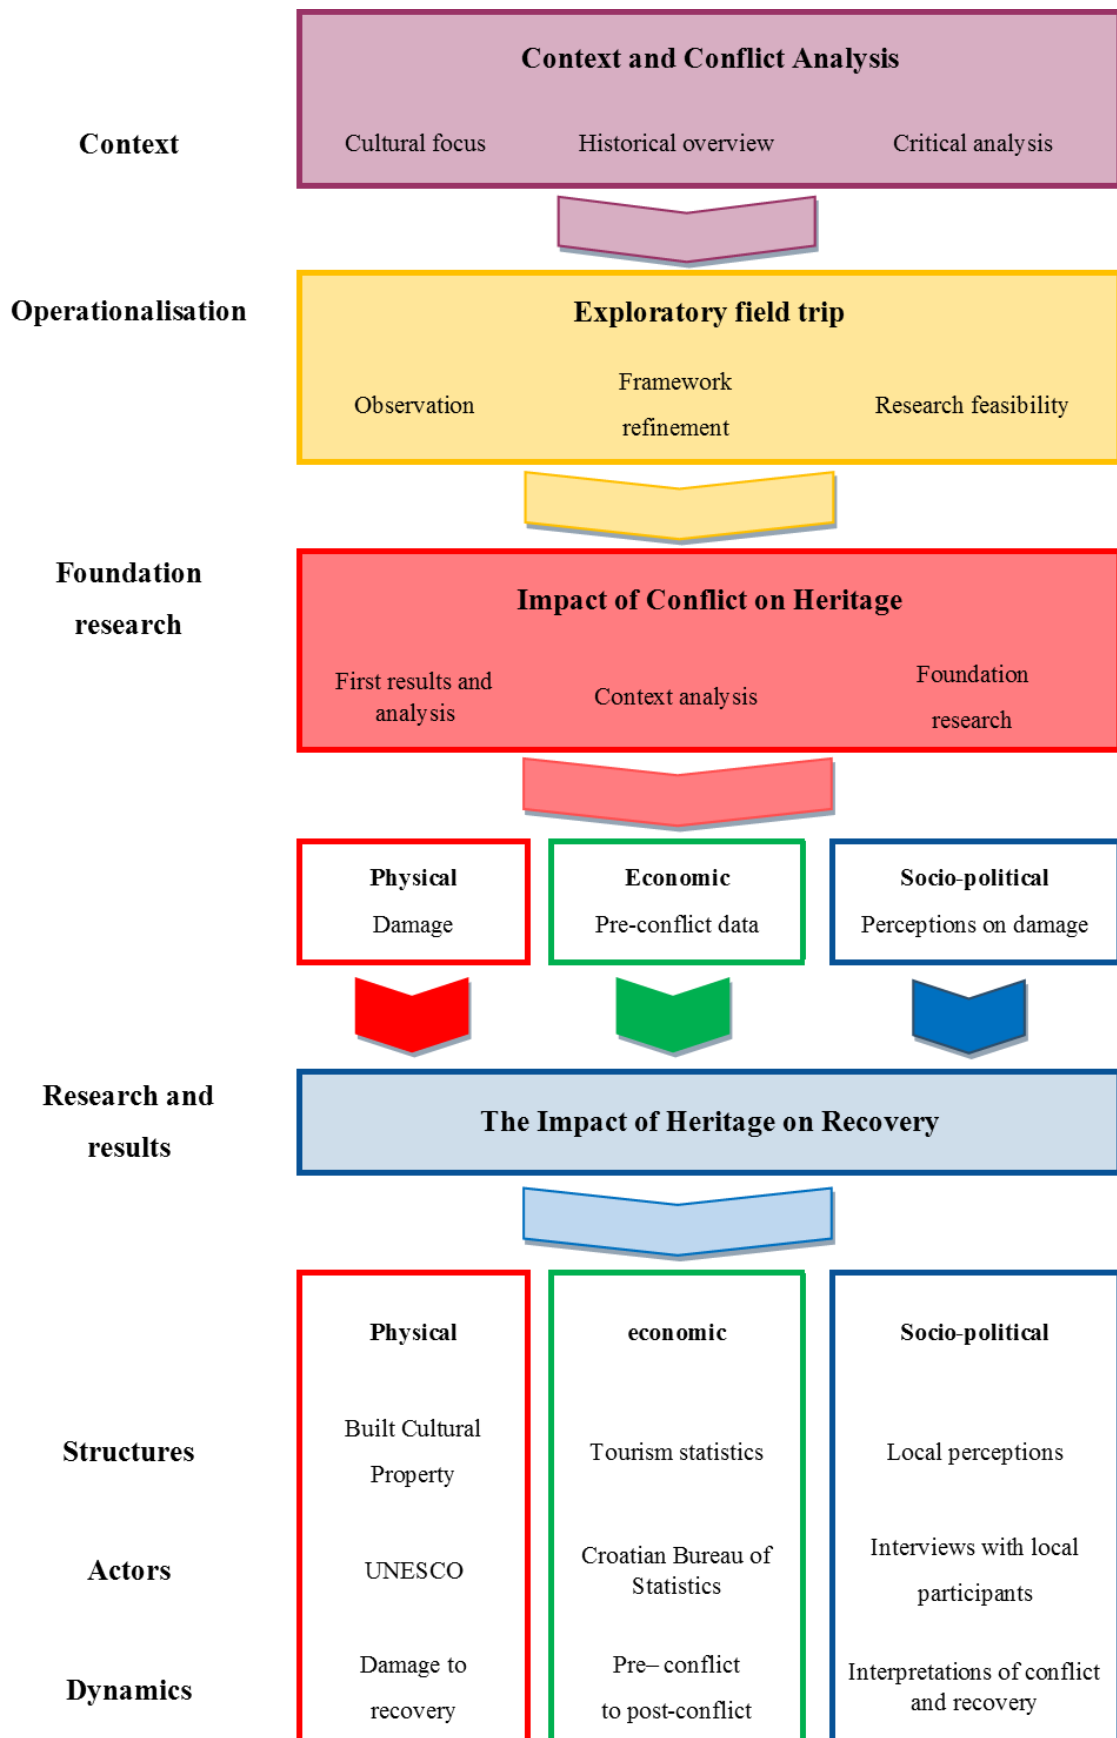 Context and Conflict Analysis
Context
Cultural focus
Historical overview
Critical analysis
Operationalisation
Exploratory field trip
Observation
Framework
refinement
Research feasibility
Foundation
research
Impact of Conflict on Heritage
First results and
analysis
Context analysis
Foundation
research
Physical
Damage
Economic
Pre-conflict data
Socio-political
Perceptions on damage
Research and
results
The Impact of Heritage on Recovery
Physical
economic
Socio-political
Structures
Built Cultural
Property
Tourism statistics
Local perceptions
Actors
UNESCO
Croatian Bureau of
Statistics
Interviews with local
participants
Dynamics
Damage to
recovery
Pre– conflict
to post-conflict
Interpretations of conflict
and recovery